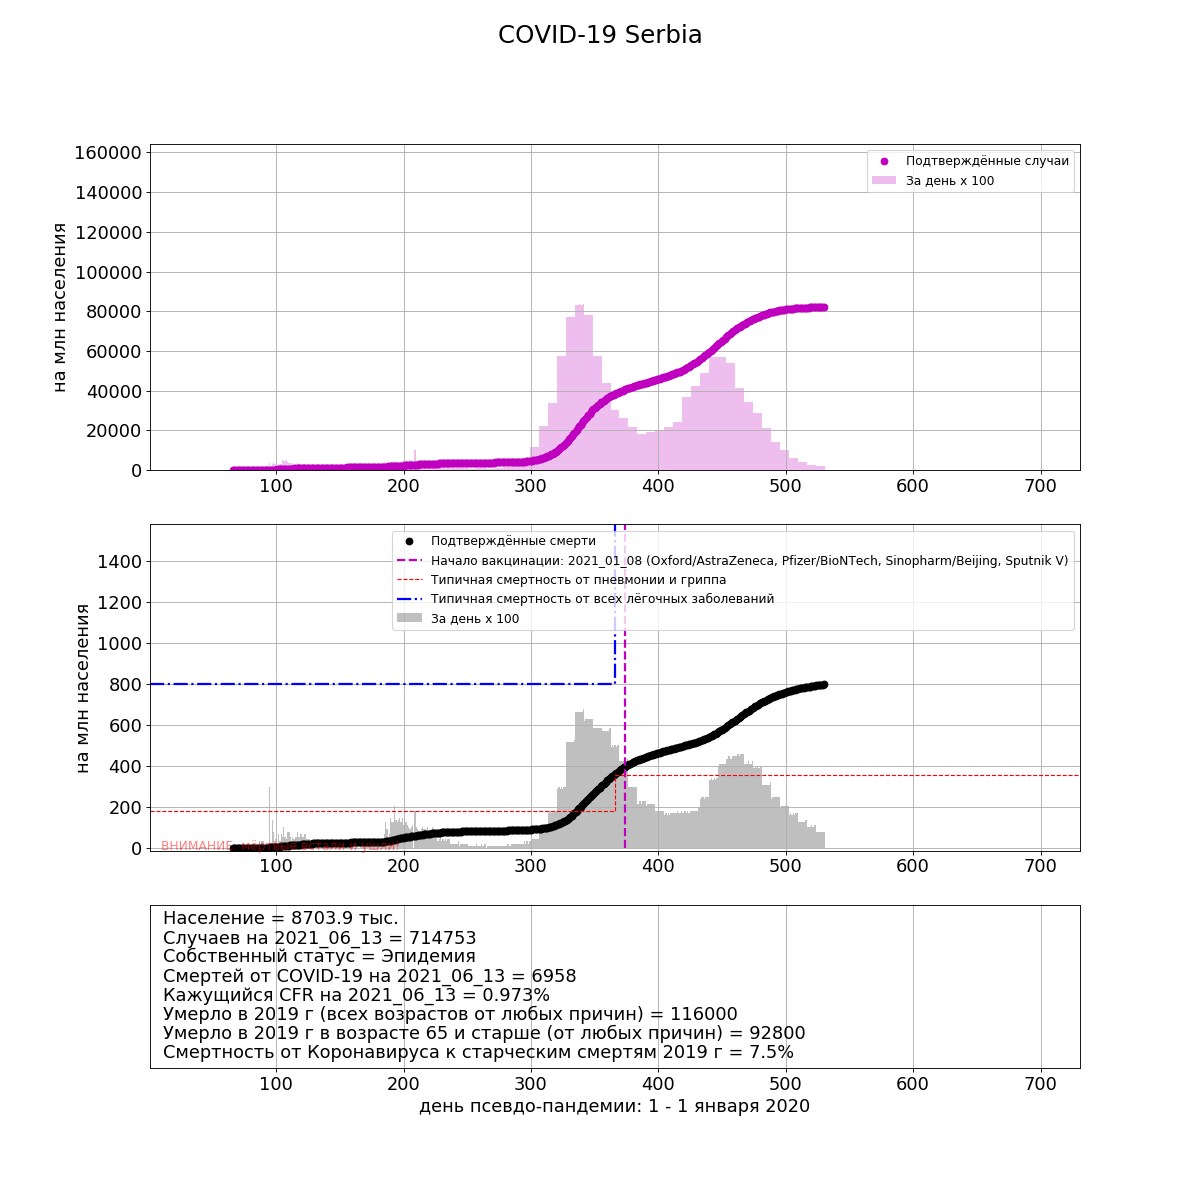 COVID-19 Serbia
160000
140000
120000
100000
80000
60000
40000
20000
0
на млн населения
Подтверждённые случаи
За день x 100
100 200 300 400 500 600 700
1400
1200
1000
800
600
400
200
0
на млн населения
Подтверждённые смерти
Начало вакцинации: 2021_01_08 (Oxford/AstraZeneca, Pfizer/BioNTech, Sinopharm/Beijing, Sputnik V)
Типичная смертность от пневмонии и гриппа
Типичная смертность от всех лёгочных заболеваний
За день x 100
ВНИМАНИЕ
100 200 300 400 500 600 700
Население = 8703.9 тыс.
Случаев на 2021_06_13 = 714753
Собственный статус = Эпидемия
Смертей от COVID-19 на 2021_06_13 = 6958
Кажущийся CFR на 2021_06_13 = 0.973%
Умерло в 2019 г (всех возрастов от любых причин) = 116000
Умерло в 2019 г в возрасте 65 и старше (от любых причин) = 92800
Смертность от Коронавируса к старческим смертям 2019 г = 7.5%
100 200 300 400 500 600 700
день псевдо-пандемии: 1 - 1 января 2020